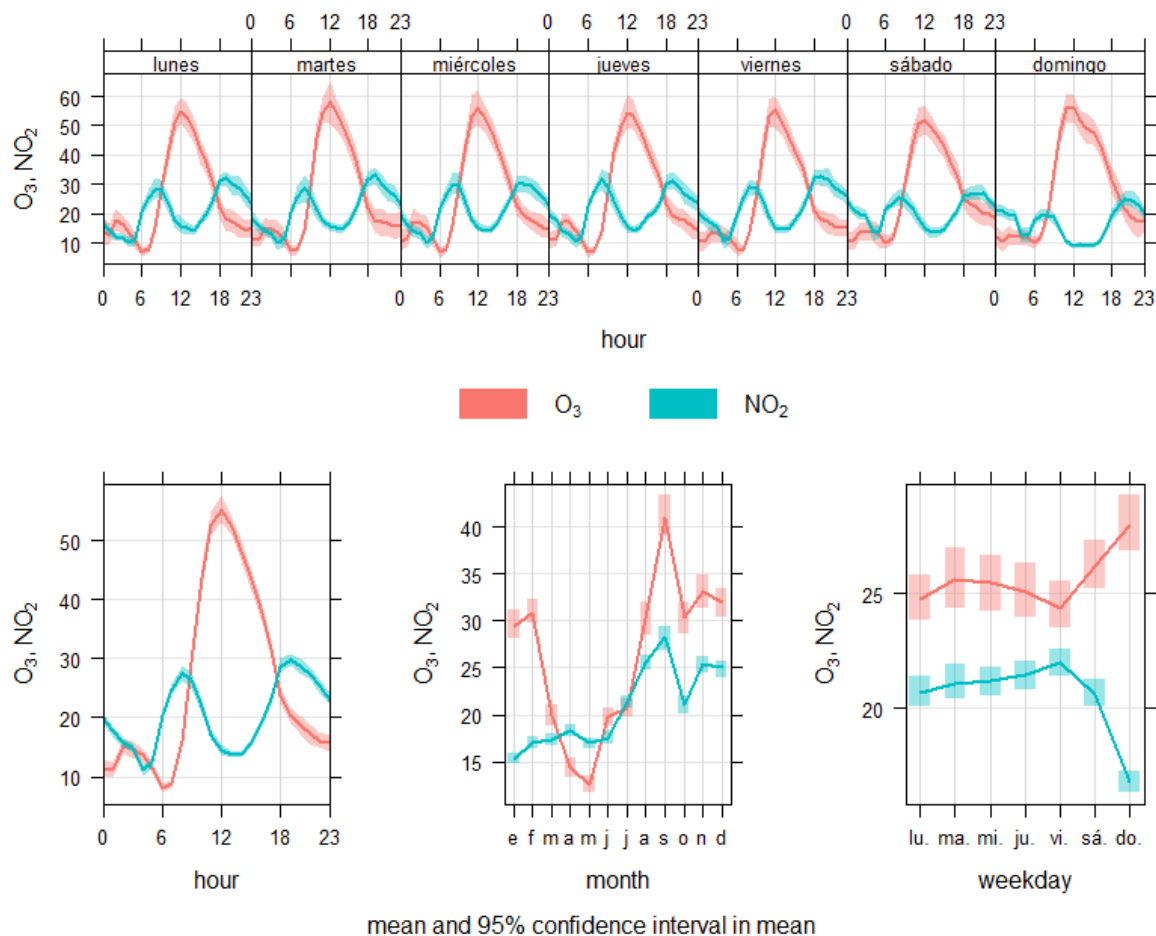 0 6 12 18 23 0 6 12 18 23 0 6 12 18 23
lunes martes miércoles jueves viernes sábado domingo
60
50
40
30
20
10
O₃, NO₂
0 6 12 18 23 0 6 12 18 23 0 6 12 18 23 0 6 12 18 23
hour
O₃ NO₂
50
40
30
20
10
O₃, NO₂
0 6 12 18 23
hour
40
35
30
25
20
15
O₃, NO₂
e f m a m j j a s o n d
month
25
20
O₃, NO₂
lu. ma. mi. ju. vi. sá. do.
weekday
mean and 95% confidence interval in mean